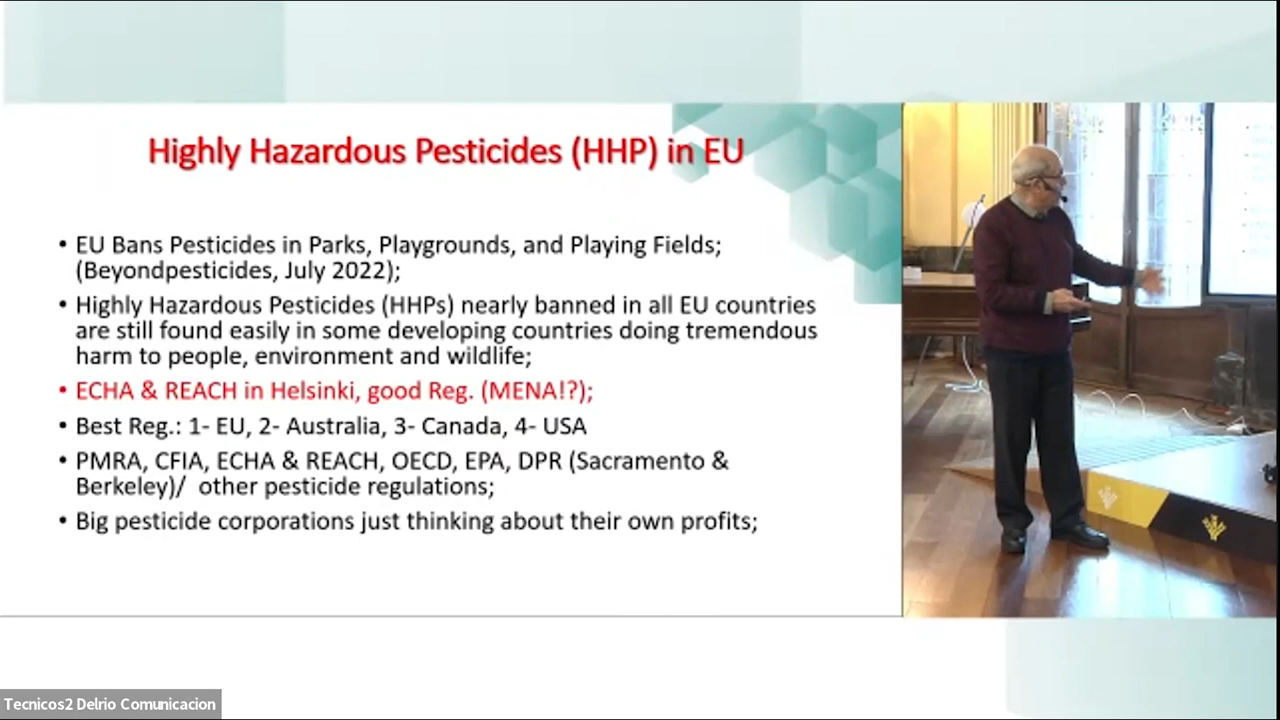 Highly Hazardous Pesticides (HHP) in EU
• EU Bans Pesticides in Parks, Playgrounds, and Playing Fields;
(Beyondpesticides, July 2022);
• Highly Hazardous Pesticides (HHPs) nearly banned in all EU countries
are still found easily in some developing countries doing tremendous
harm to people, environment and wildlife;
• ECHA & REACH in Helsinki, good Reg. (MENA!?);
• Best Reg.: 1- EU, 2- Australia, 3- Canada, 4- USA
• PMRA, CFIA, ECHA & REACH, OECD, EPA, DPR (Sacramento &
Berkeley)/ other pesticide regulations;
• Big pesticide corporations just thinking about their own profits;
Tecnicos2 Delrio Comunicacion